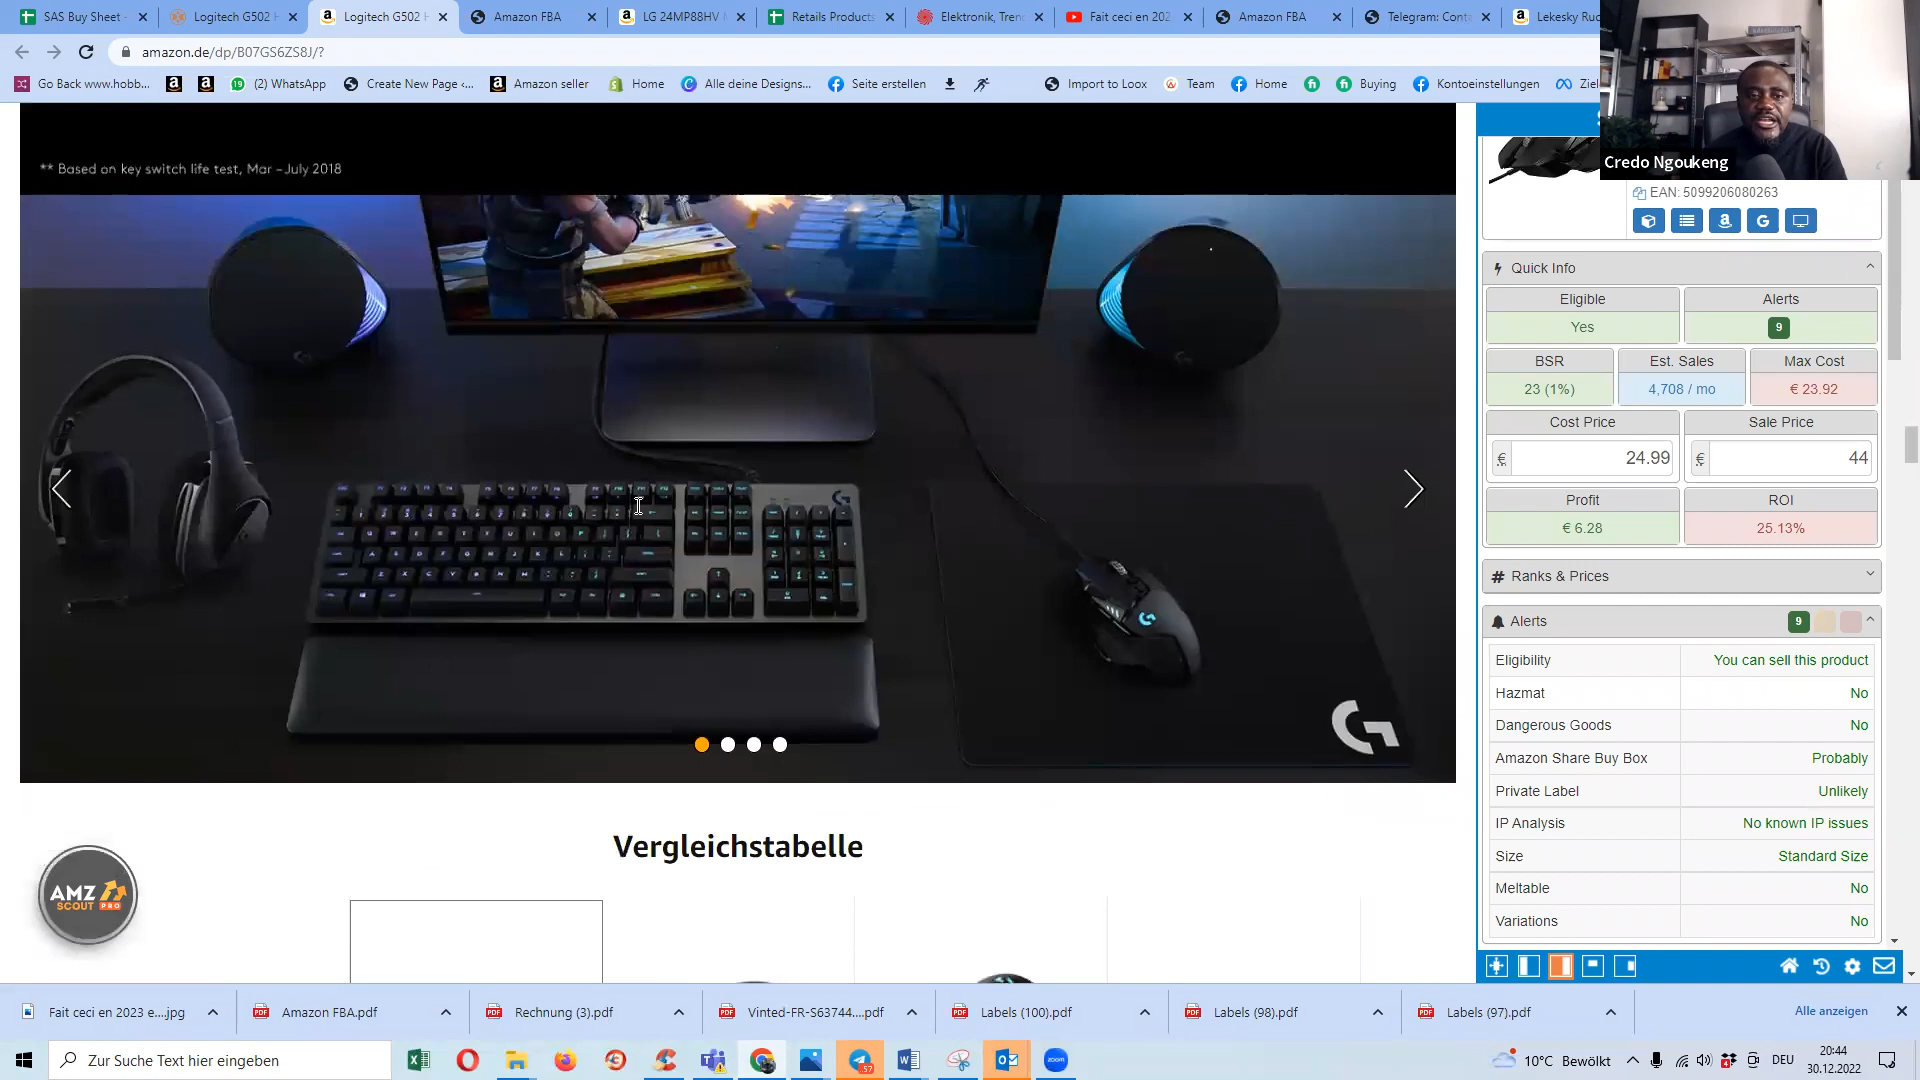 SAS Buy Sheet -
Logitech G502 H
Logitech G502 H
Amazon FBA
LG 24MP88HV
Retails Products
Elektronik, Tren
Fait ceci en 202
Amazon FBA
Telegram: Conta
Lekesky Ruc
amazon.de/dp/B07GS6ZS8J/?
Go Back www.hobb...
(2) WhatsApp
Create New Page ‹...
Amazon seller
Home
Alle deine Designs...
Seite erstellen
Import to Loox
Team
Home
Buying
Kontoeinstellungen
Ziel
Credo Ngoukeng
** Based on key switch life test, Mar – July 2018
EAN: 5099206080263
Quick Info
Eligible
Alerts
Yes
9
BSR
Est. Sales
Max Cost
23 (1%)
4,708 / mo
€ 23.92
Cost Price
Sale Price
€ 24.99
€ 44
Profit
ROI
€ 6.28
25.13%
Ranks & Prices
Alerts
9
Eligibility
You can sell this product
Hazmat
No
Dangerous Goods
No
Amazon Share Buy Box
Probably
Private Label
Unlikely
IP Analysis
No known IP issues
Size
Standard Size
Meltable
No
Variations
No
Vergleichstabelle
AMZ
SCOUT PRO
Fait ceci en 2023 e....jpg
Amazon FBA.pdf
Rechnung (3).pdf
Vinted-FR-S63744....pdf
Labels (100).pdf
Labels (98).pdf
Labels (97).pdf
Alle anzeigen
Zur Suche Text hier eingeben
10°C Bewölkt
DEU
20:44
30.12.2022